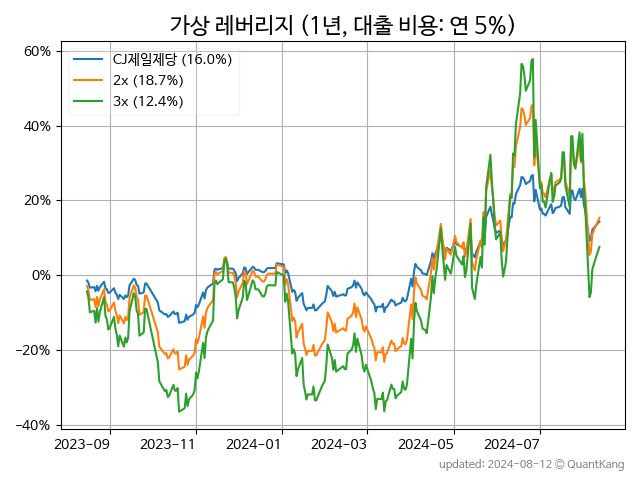 가상 레버리지 (1년, 대출 비용: 연 5%)
CJ제일제당 (16.0%)
2x (18.7%)
3x (12.4%)
60%
40%
20%
0%
−20%
−40%
2023-09
2023-11
2024-01
2024-03
2024-05
2024-07
updated: 2024-08-12 © QuantKang